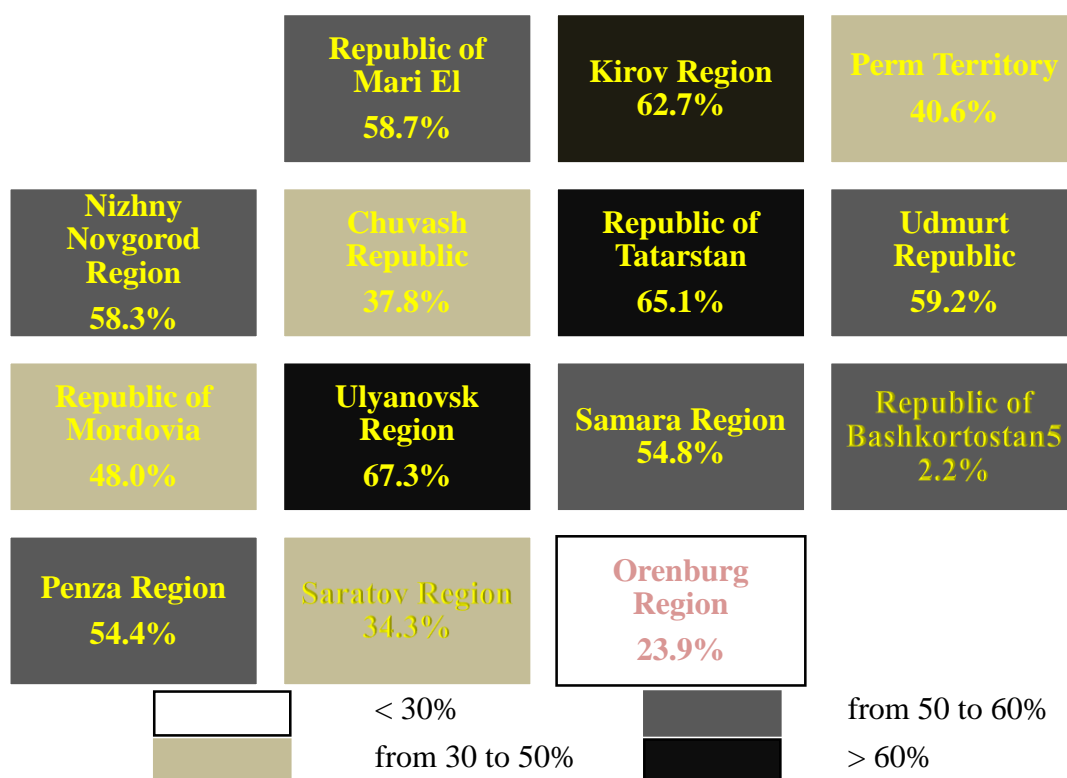 Republic of
Mari El
58.7%
Kirov Region
62.7%
Perm Territory
40.6%
Nizhny
Novgorod
Region
58.3%
Chuvash
Republic
37.8%
Republic of
Tatarstan
65.1%
Udmurt
Republic
59.2%
Republic of
Mordovia
48.0%
Ulyanovsk
Region
67.3%
Samara Region
54.8%
Republic of
Bashkortostan5
2.2%
Penza Region
54.4%
Saratov Region
34.3%
Orenburg
Region
23.9%
< 30%
from 50 to 60%
from 30 to 50%
> 60%